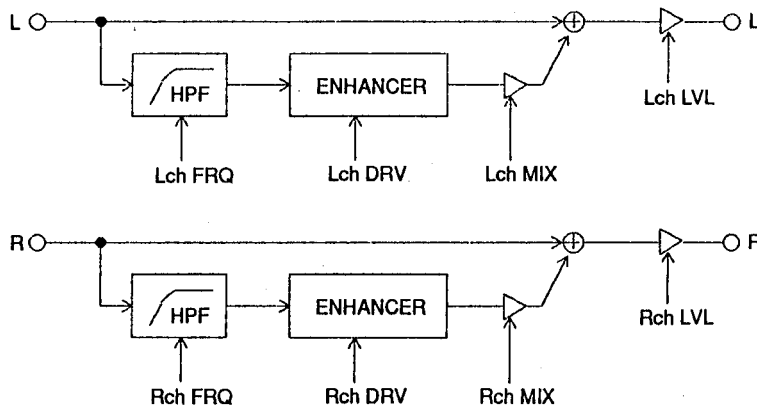 L L
HPF ENHANCER
Lch LVL
Lch FRQ Lch DRV Lch MIX
R
HPF ENHANCER
Rch LVL
Rch FRQ Rch DRV Rch MIX